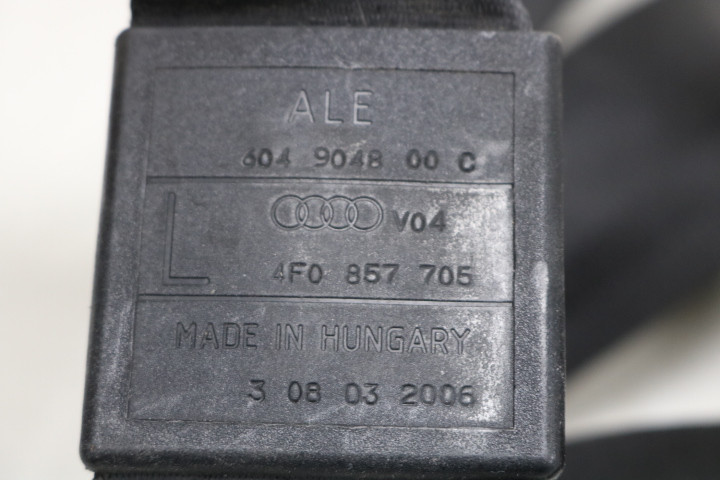 ALE
604 9048 00 C
L
V04
4F0 857 705
MADE IN HUNGARY
3 08 03 2006